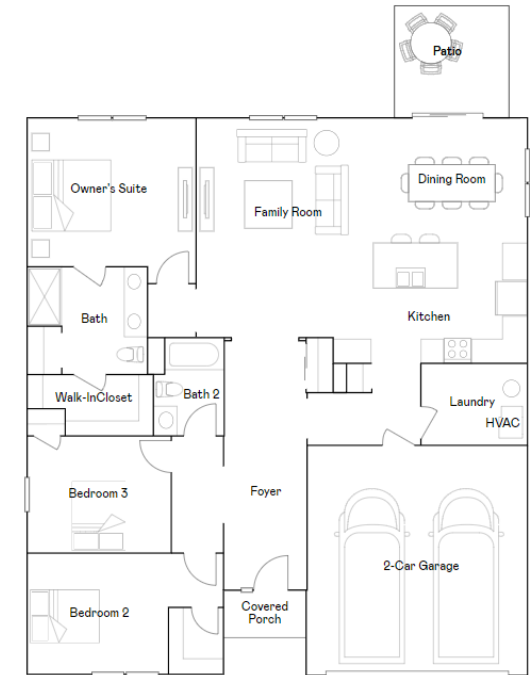 Patio
Owner's Suite
Dining Room
Family Room
Bath
Kitchen
Walk-InCloset
Bath 2
Laundry
HVAC
Bedroom 3
Foyer
2-Car Garage
Bedroom 2
Covered
Porch